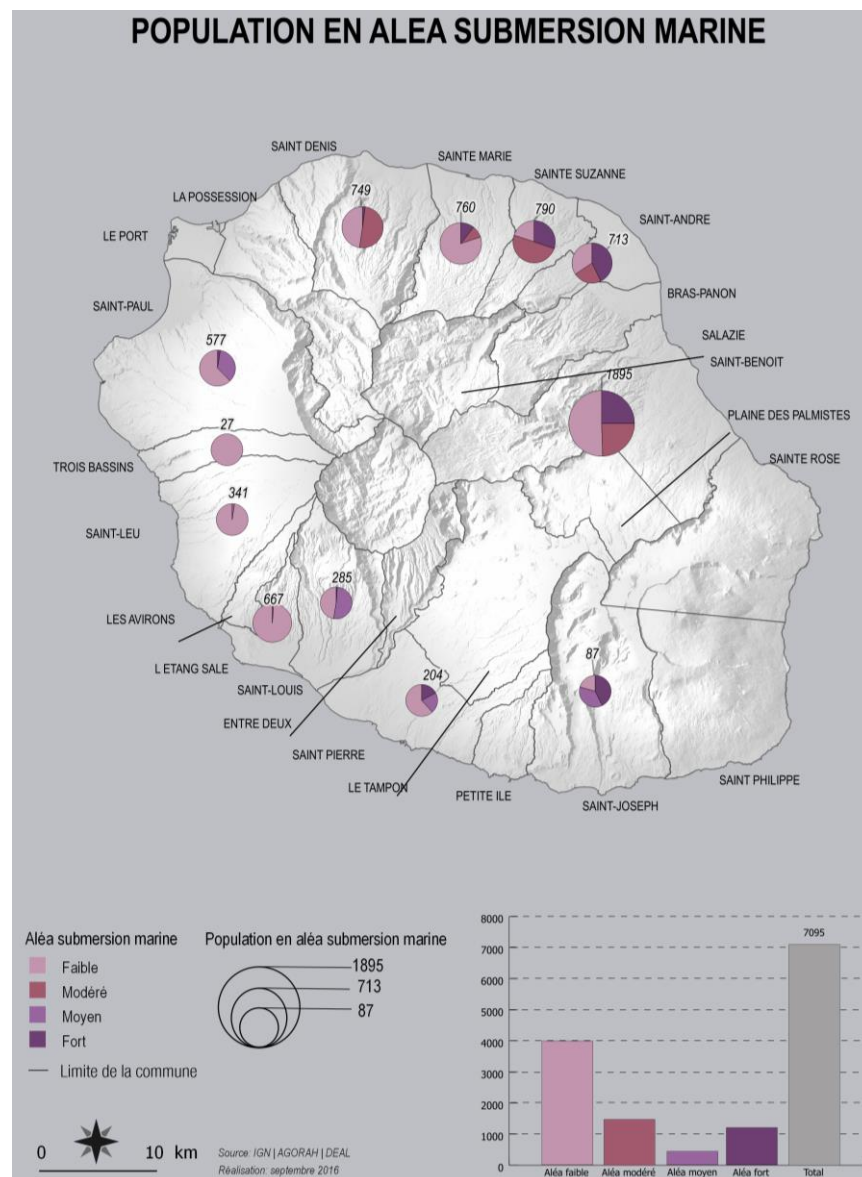 POPULATION EN ALEA SUBMERSION MARINE
SAINT DENIS
SAINTE MARIE
SAINTE SUZANNE
LA POSSESSION
749
760
790
SAINT-ANDRE
LE PORT
713
BRAS-PANON
SAINT-PAUL
SALAZIE
577
SAINT-BENOIT
1895
27
PLAINE DES PALMISTES
TROIS BASSINS
SAINTE ROSE
341
SAINT-LEU
285
667
LES AVIRONS
87
L ETANG SALE
204
SAINT-LOUIS
ENTRE DEUX
SAINT PIERRE
LE TAMPON
PETITE ILE
SAINT-JOSEPH
SAINT PHILIPPE
Aléa submersion marine
Faible
Modéré
Moyen
Fort
Limite de la commune
Population en aléa submersion marine
1895
713
87
0 10 km
Source: IGN | AGORAH | DEAL
Réalisation: septembre 2016
8000
7000
6000
5000
4000
3000
2000
1000
0
7095
Aléa faible Aléa modéré Aléa moyen Aléa fort Total